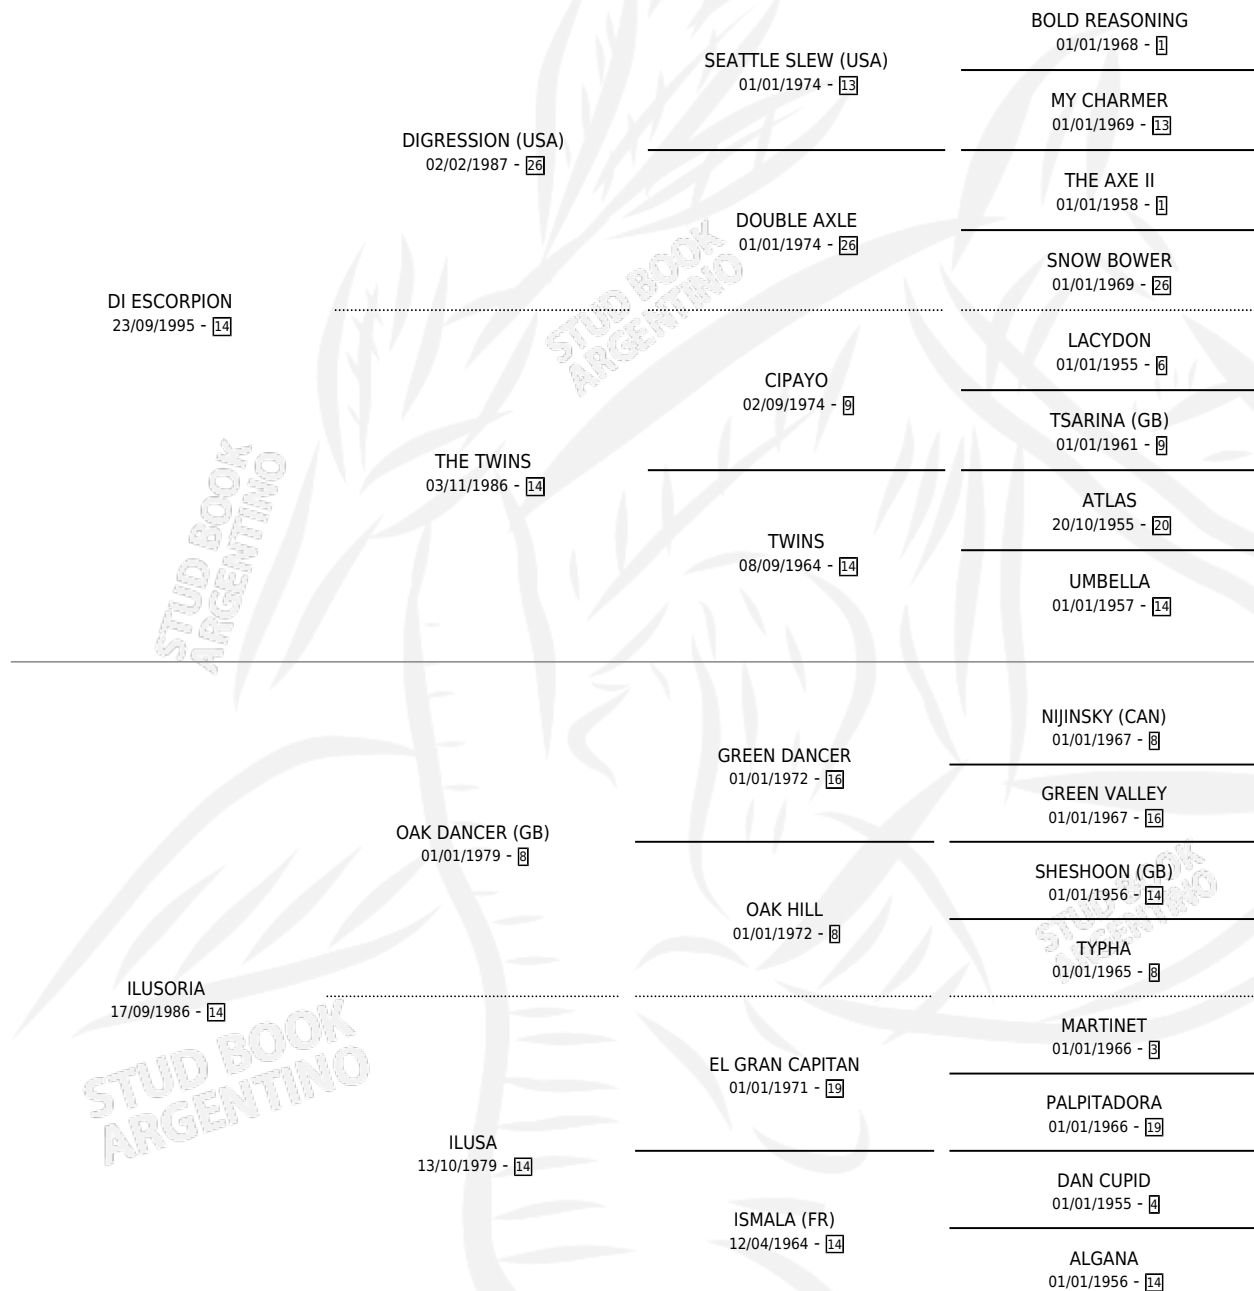 BOLD REASONING
01/01/1968 - 1
SEATTLE SLEW (USA)
01/01/1974 - 13
MY CHARMER
01/01/1969 - 13
DIGRESSION (USA)
02/02/1987 - 26
THE AXE II
01/01/1958 - 1
DOUBLE AXLE
01/01/1974 - 26
SNOW BOWER
01/01/1969 - 26
DI ESCORPION
23/09/1995 - 14
LACYDON
01/01/1955 - 6
CIPAYO
02/09/1974 - 9
TSARINA (GB)
01/01/1961 - 9
THE TWINS
03/11/1986 - 14
ATLAS
20/10/1955 - 20
TWINS
08/09/1964 - 14
UMBELLA
01/01/1957 - 14
NIJINSKY (CAN)
01/01/1967 - 8
GREEN DANCER
01/01/1972 - 16
GREEN VALLEY
01/01/1967 - 16
OAK DANCER (GB)
01/01/1979 - 8
SHESHOON (GB)
01/01/1956 - 14
OAK HILL
01/01/1972 - 8
TYPHA
01/01/1965 - 8
ILUSORIA
17/09/1986 - 14
MARTINET
01/01/1966 - 3
EL GRAN CAPITAN
01/01/1971 - 19
PALPITADORA
01/01/1966 - 19
ILUSA
13/10/1979 - 14
DAN CUPID
01/01/1955 - 4
ISMALA (FR)
12/04/1964 - 14
ALGANA
01/01/1956 - 14
STUD BOOK
ARGENTINO
STUD BOOK
ARGENTINO
STUD BOOK
ARGENTINO
STUD BOOK
ARGENTINO